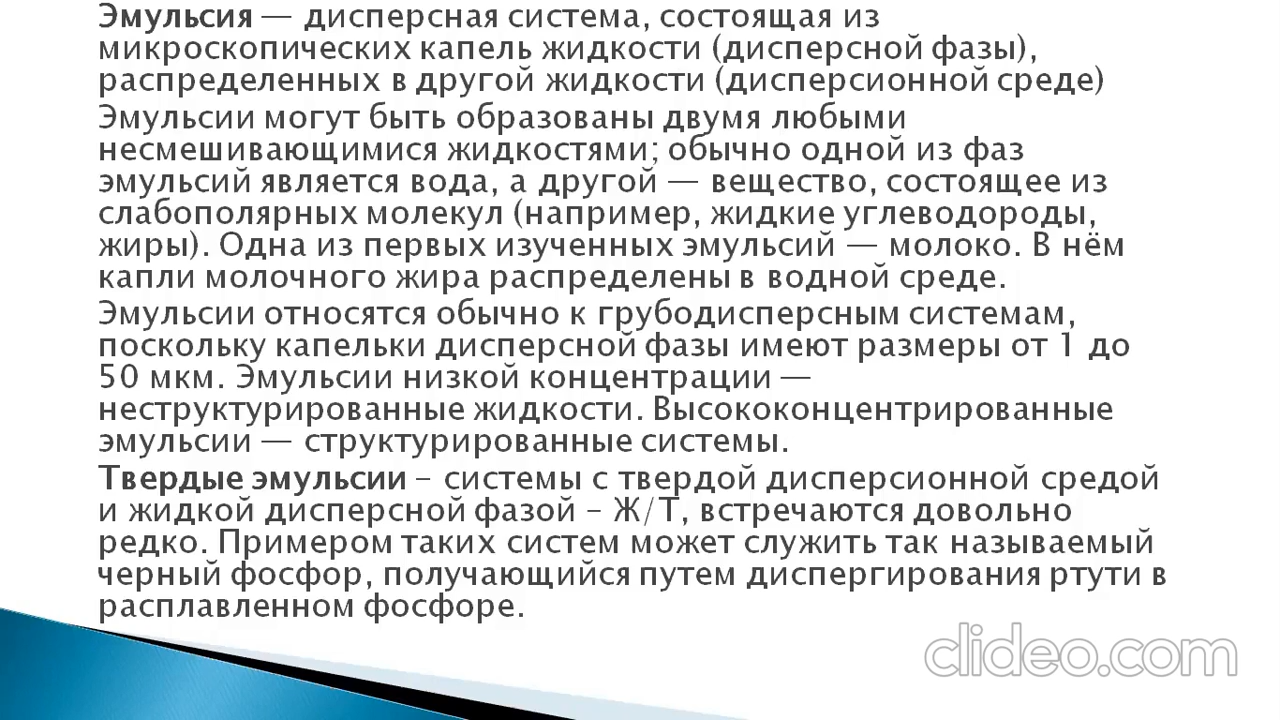 Эмульсия — дисперсная система, состоящая из
микроскопических капель жидкости (дисперсной фазы),
распределенных в другой жидкости (дисперсионной среде)
Эмульсии могут быть образованы двумя любыми
несмешивающимися жидкостями; обычно одной из фаз
эмульсий является вода, а другой — вещество, состоящее из
слабополярных молекул (например, жидкие углеводороды,
жиры). Одна из первых изученных эмульсий — молоко. В нём
капли молочного жира распределены в водной среде.
Эмульсии относятся обычно к грубодисперсным системам,
поскольку капельки дисперсной фазы имеют размеры от 1 до
50 мкм. Эмульсии низкой концентрации —
неструктурированные жидкости. Высококонцентрированные
эмульсии — структурированные системы.
Твердые эмульсии – системы с твердой дисперсионной средой
и жидкой дисперсной фазой – Ж/Т, встречаются довольно
редко. Примером таких систем может служить так называемый
черный фосфор, получающийся путем диспергирования ртути в
расплавленном фосфоре.
clideo.com